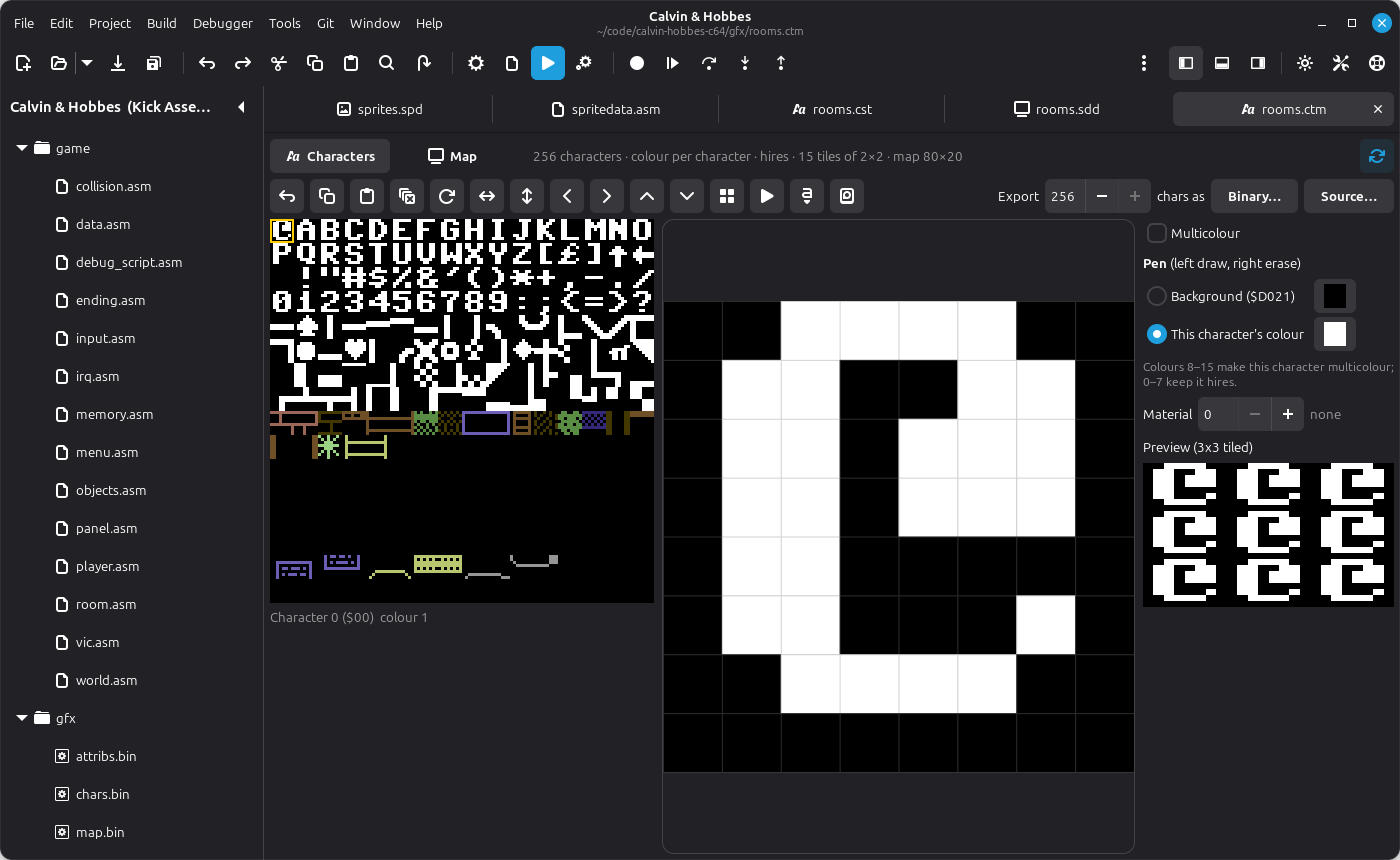 File Edit Project Build Debugger Tools Git Window Help
Calvin & Hobbes
~/code/calvin-hobbes-c64/gfx/rooms.ctm
Calvin & Hobbes (Kick Asse...
sprites.spd
spritedata.asm
rooms.cst
rooms.sdd
rooms.ctm
game
collision.asm
data.asm
debug_script.asm
ending.asm
input.asm
irq.asm
memory.asm
menu.asm
objects.asm
panel.asm
player.asm
room.asm
vic.asm
world.asm
gfx
attribs.bin
chars.bin
map.bin
Characters
Map
256 characters · colour per character · hires · 15 tiles of 2×2 · map 80×20
Export 256 chars as Binary... Source...
ABCDEFGHIJKLMNO
PQRSTUVWXYZ[£]↑←
!"#$%&'()*+,-./
0123456789:;<=>?
Character 0 ($00) colour 1
Multicolour
Pen (left draw, right erase)
Background ($D021)
This character's colour
Colours 8–15 make this character multicolour;
0–7 keep it hires.
Material 0 none
Preview (3x3 tiled)